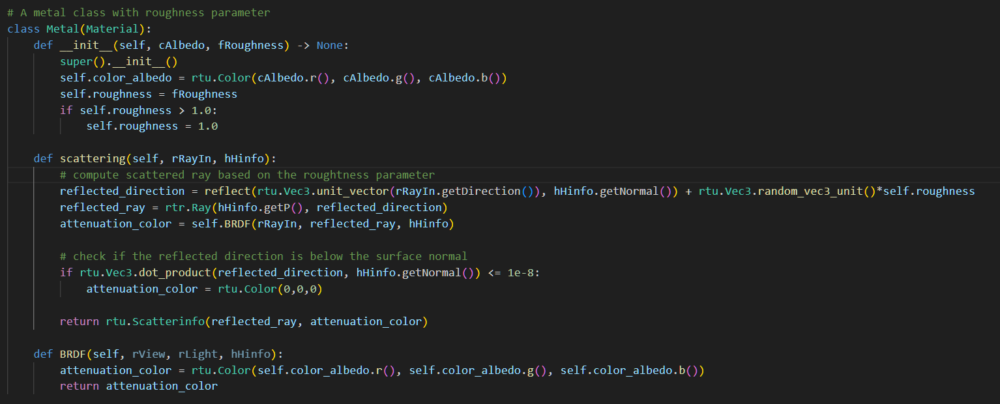 # A metal class with roughness parameter
class Metal(Material):
    def __init__(self, cAlbedo, fRoughness) -> None:
        super().__init__()
        self.color_albedo = rtu.Color(cAlbedo.r(), cAlbedo.g(), cAlbedo.b())
        self.roughness = fRoughness
        if self.roughness > 1.0:
            self.roughness = 1.0
    def scattering(self, rRayIn, hHinfo):
        # compute scattered ray based on the roughtness parameter
        reflected_direction = reflect(rtu.Vec3.unit_vector(rRayIn.getDirection()), hHinfo.getNormal()) + rtu.Vec3.random_vec3_unit()*self.roughness
        reflected_ray = rtr.Ray(hHinfo.getP(), reflected_direction)
        attenuation_color = self.BRDF(rRayIn, reflected_ray, hHinfo)
        # check if the reflected direction is below the surface normal
        if rtu.Vec3.dot_product(reflected_direction, hHinfo.getNormal()) <= 1e-8:
            attenuation_color = rtu.Color(0,0,0)
        return rtu.Scatterinfo(reflected_ray, attenuation_color)
    def BRDF(self, rView, rLight, hHinfo):
        attenuation_color = rtu.Color(self.color_albedo.r(), self.color_albedo.g(), self.color_albedo.b())
        return attenuation_color